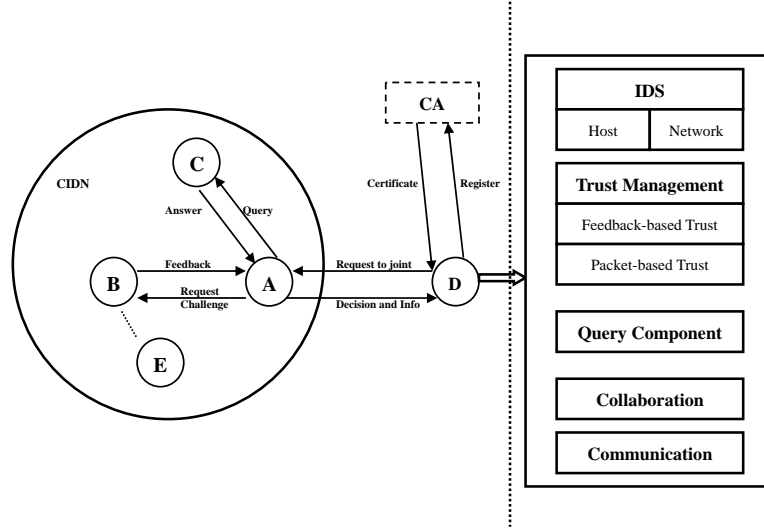 CA
IDS
Host
Network
C
CIDN
Certificate
Register
Trust Management
Answer
Query
Feedback-based Trust
Feedback
Request to joint
Packet-based Trust
B
A
D
Request
Challenge
Decision and Info
Query Component
E
Collaboration
Communication